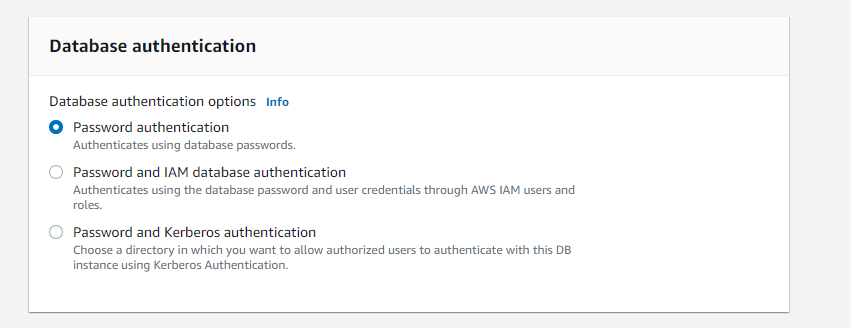 Database authentication
Database authentication options Info
Password authentication
Authenticates using database passwords.
Password and IAM database authentication
Authenticates using the database password and user credentials through AWS IAM users and
roles.
Password and Kerberos authentication
Choose a directory in which you want to allow authorized users to authenticate with this DB
instance using Kerberos Authentication.